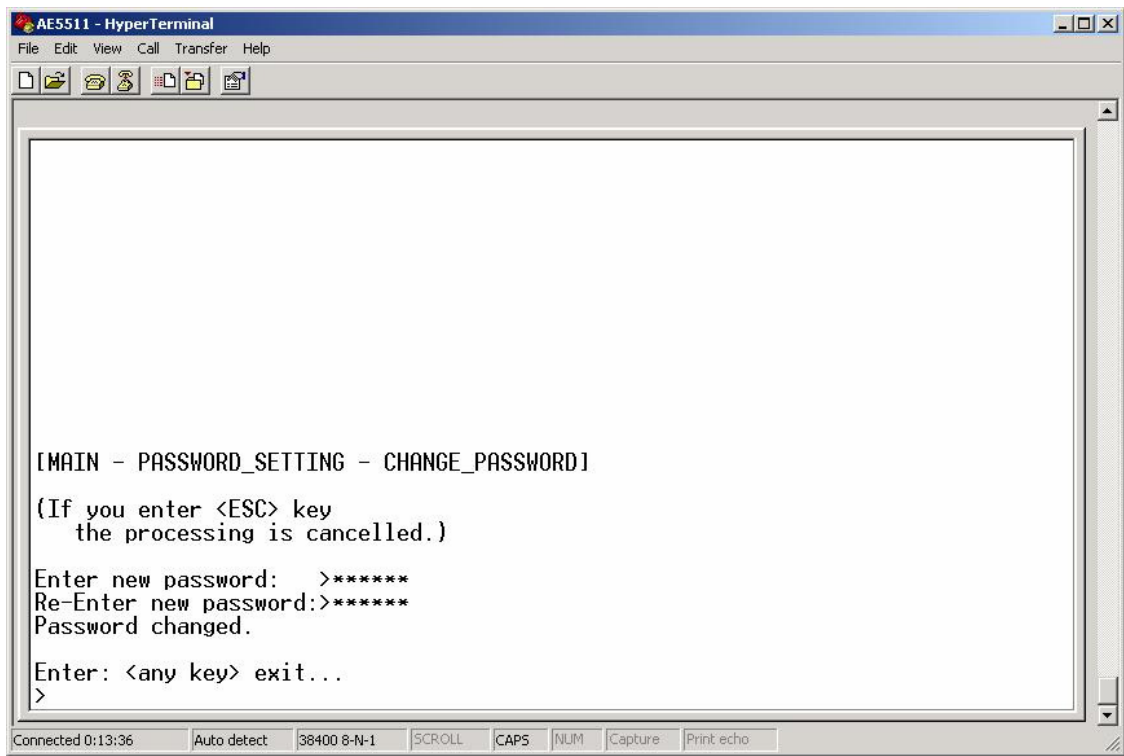 AE5511 - HyperTerminal
File Edit View Call Transfer Help
[MAIN - PASSWORD_SETTING - CHANGE_PASSWORD]
(If you enter <ESC> key
the processing is cancelled.)
Enter new password: >******
Re-Enter new password:>******
Password changed.
Enter: <any key> exit...
>
Connected 0:13:36 Auto detect 38400 8-N-1 SCROLL CAPS NUM Capture Print echo